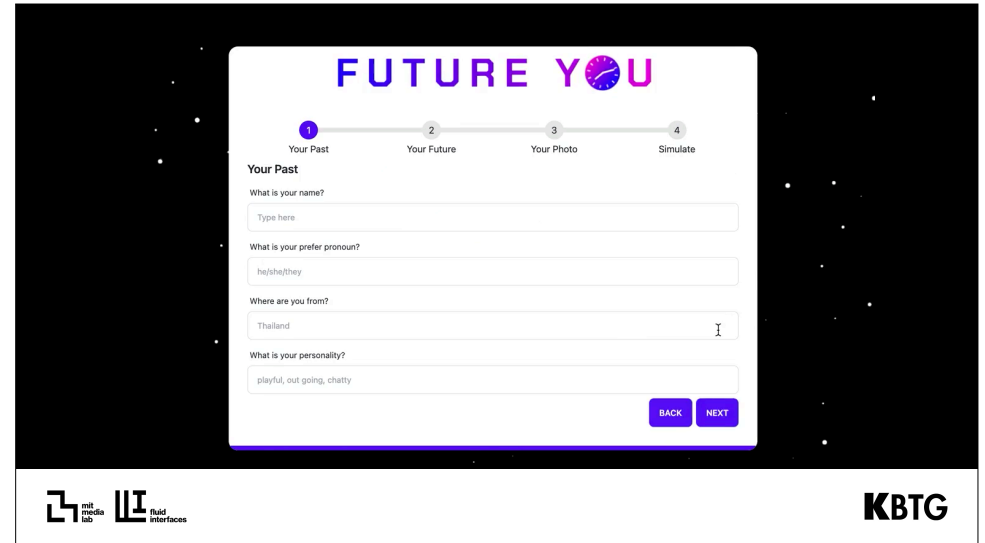 FUTURE YOU
1 2 3 4
Your Past Your Future Your Photo Simulate
Your Past
What is your name?
Type here
What is your prefer pronoun?
he/she/they
Where are you from?
Thailand
What is your personality?
playful, out going, chatty
BACK NEXT
mit
media
lab
fluid
interfaces
KBTG